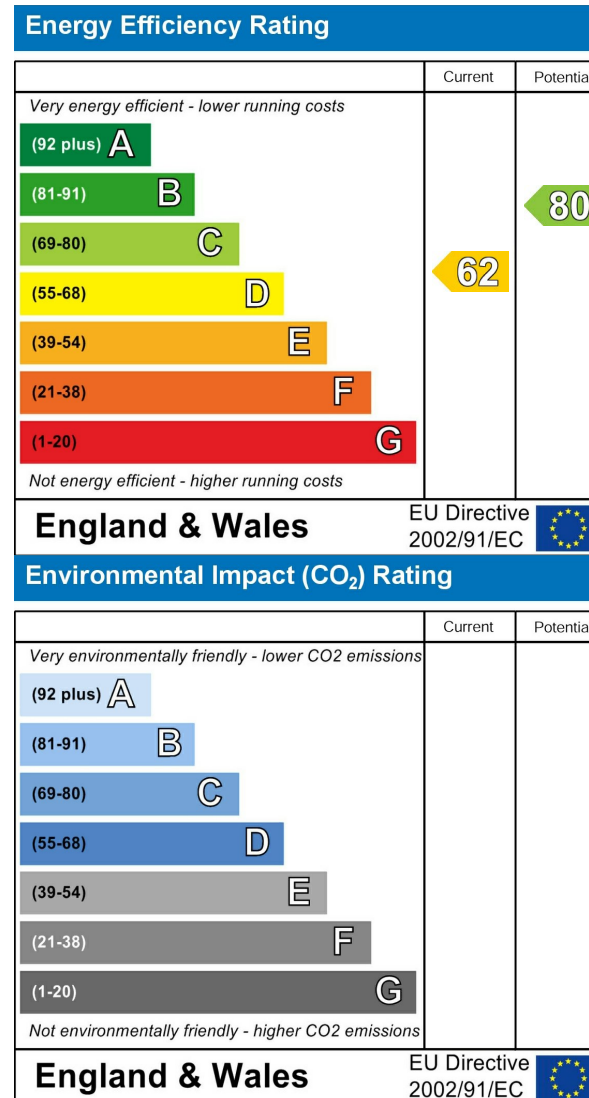 Energy Efficiency Rating
Current Potentia
Very energy efficient - lower running costs
(92 plus) A
(81-91) B
80
(69-80) C
62
(55-68) D
(39-54) E
(21-38) F
(1-20) G
Not energy efficient - higher running costs
England & Wales
EU Directive
2002/91/EC
Environmental Impact (CO₂) Rating
Current Potentia
Very environmentally friendly - lower CO2 emissions
(92 plus) A
(81-91) B
(69-80) C
(55-68) D
(39-54) E
(21-38) F
(1-20) G
Not environmentally friendly - higher CO2 emissions
England & Wales
EU Directive
2002/91/EC